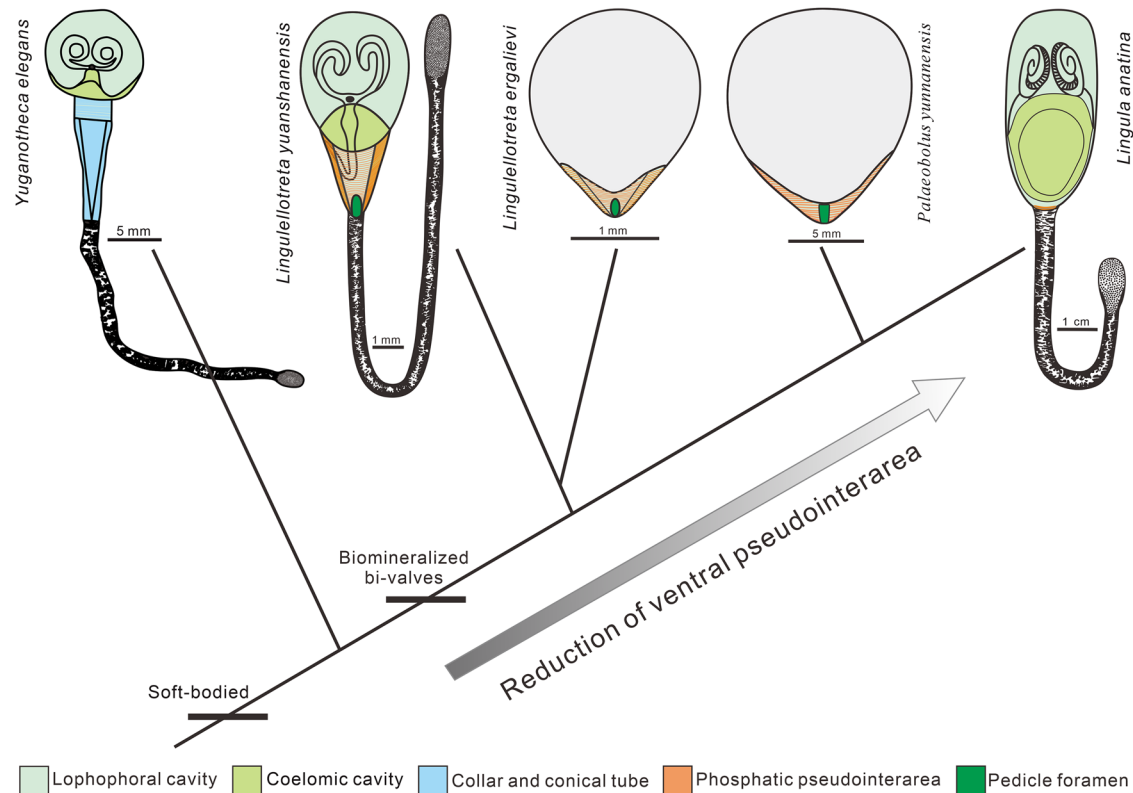 Yuganotheca elegans
Lingulellotreta yuanshanensis
Lingulellotreta ergalievi
Palaeobolus yunnanensis
Lingula anatina
5 mm
1 mm
1 mm
5 mm
1 cm
Biomineralized
bi-valves
Soft-bodied
Reduction of ventral pseudointerarea
Lophophoral cavity
Coelomic cavity
Collar and conical tube
Phosphatic pseudointerarea
Pedicle foramen